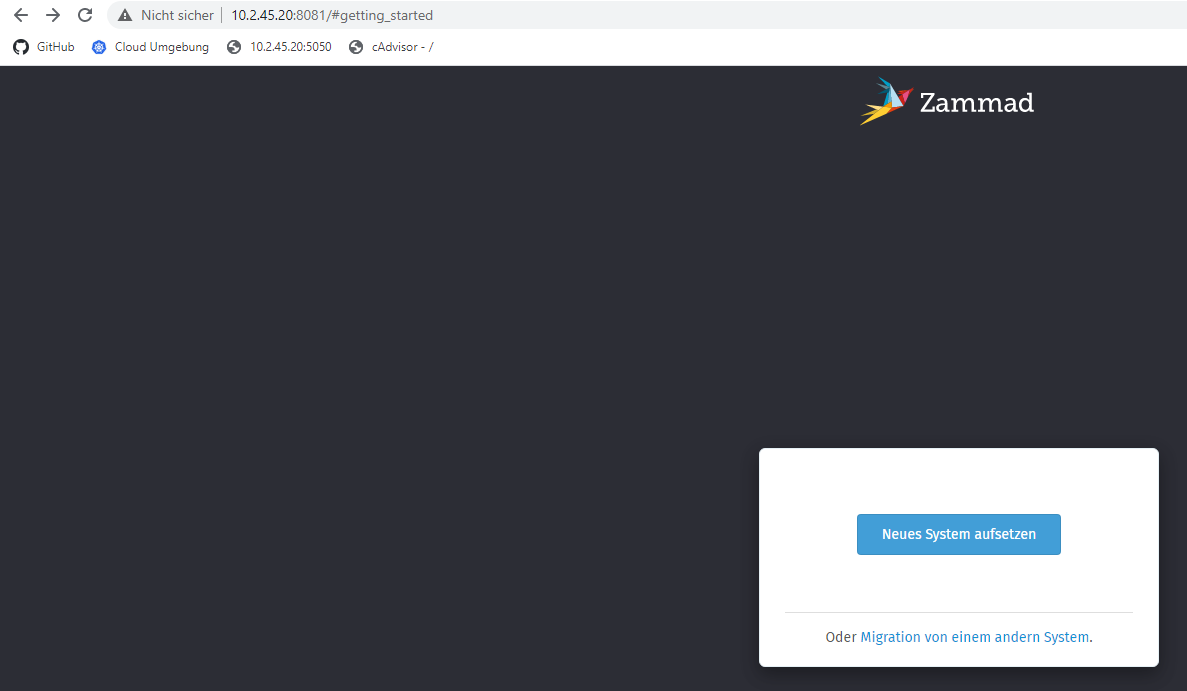 Nicht sicher 10.2.45.20:8081/#getting_started
GitHub Cloud Umgebung 10.2.45.20:5050 cAdvisor - /
Zammad
Neues System aufsetzen
Oder Migration von einem andern System.